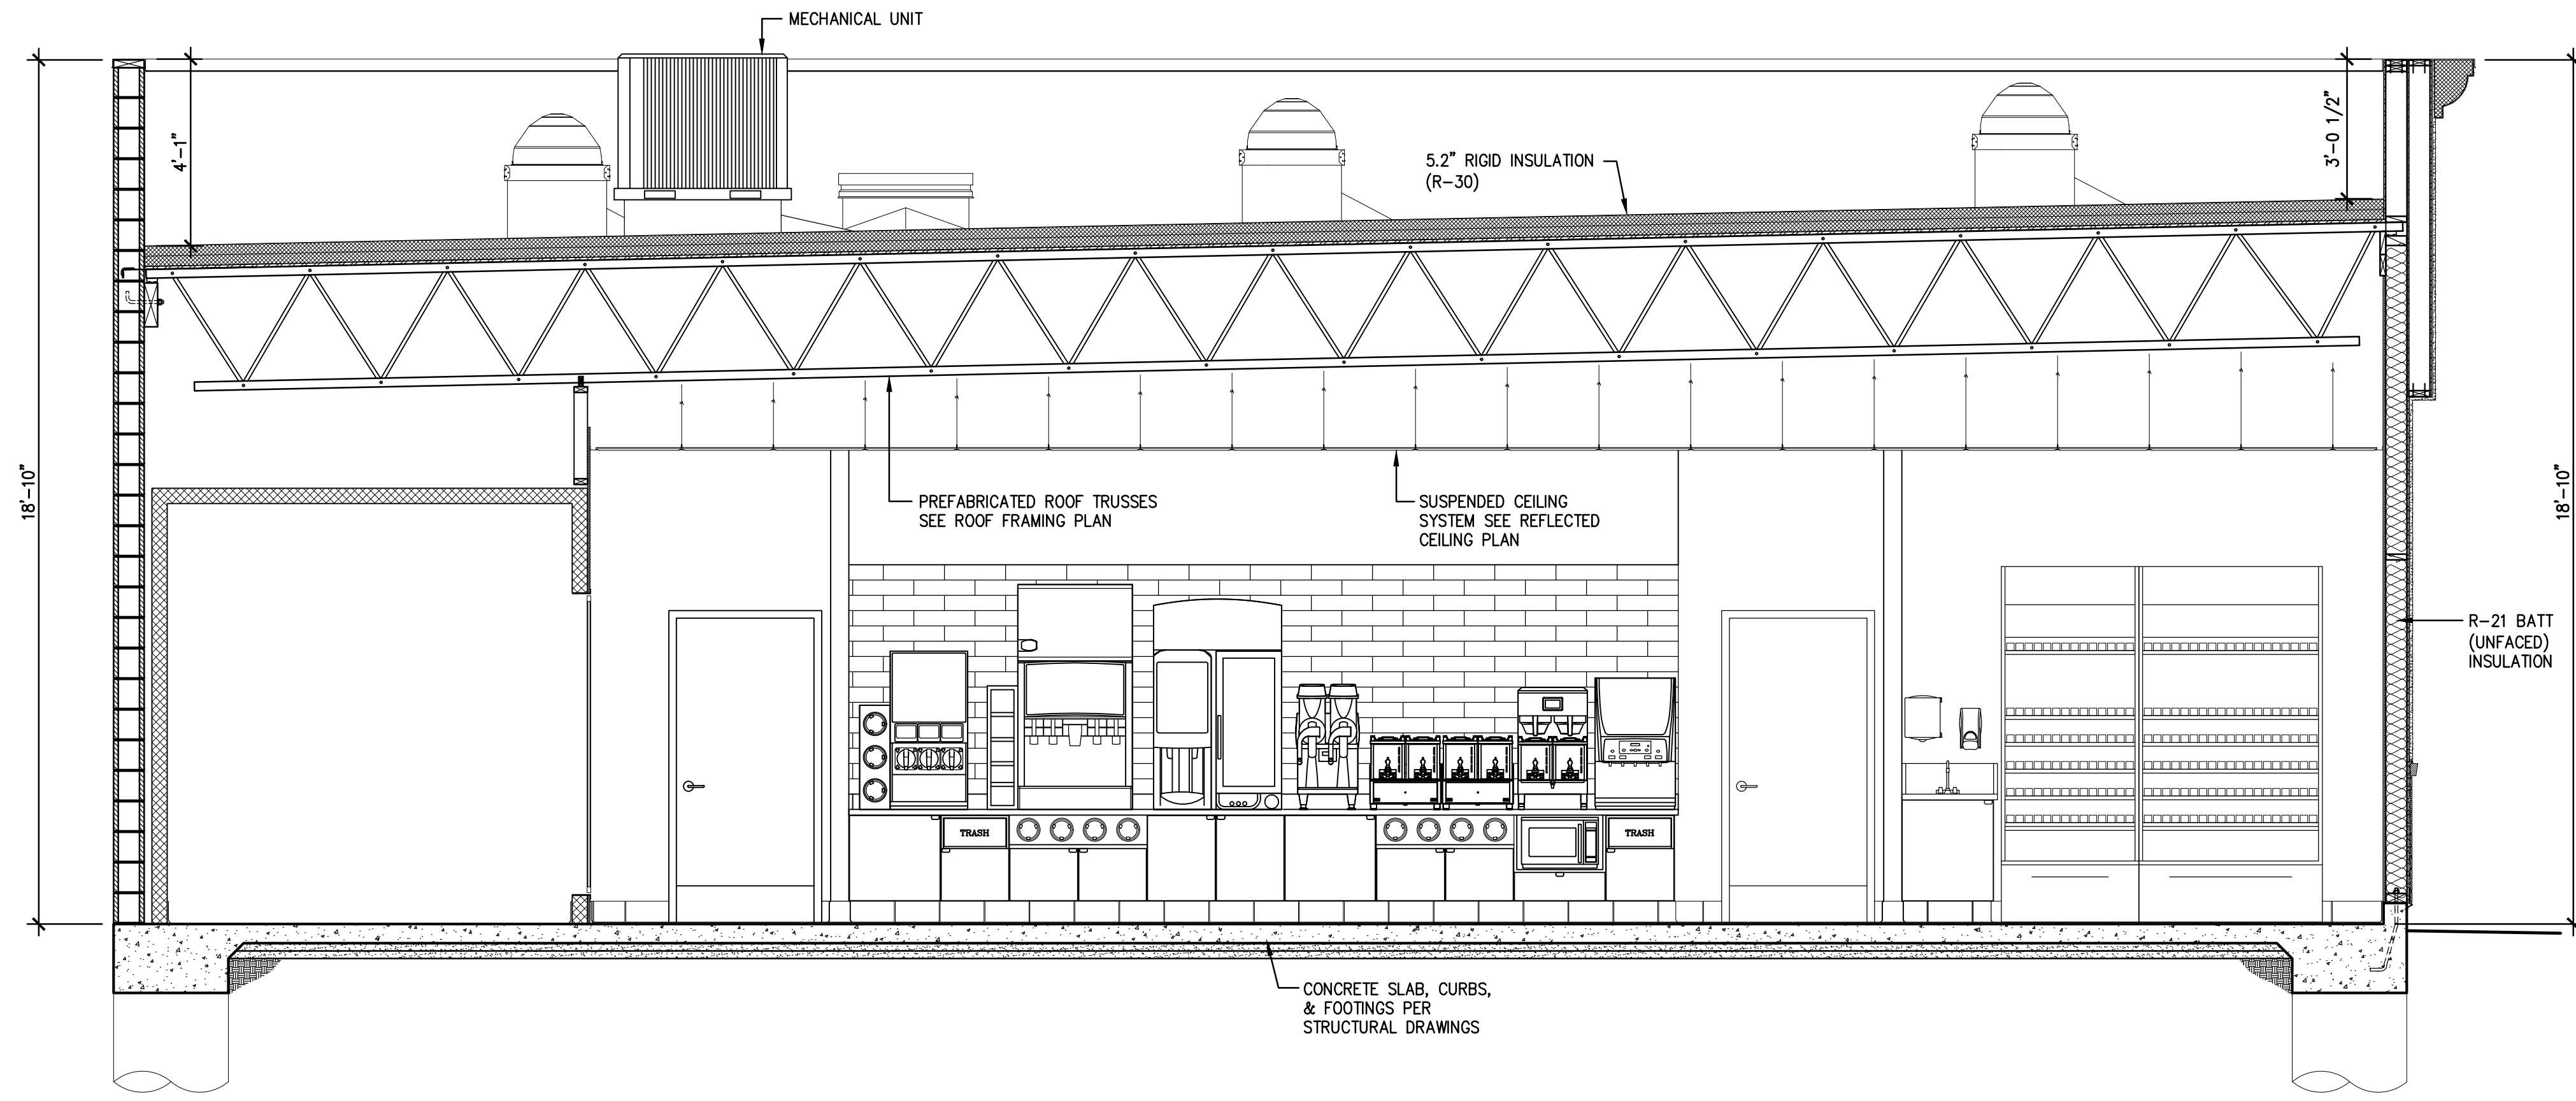 MECHANICAL UNIT
4'-1"
3'-0 1/2"
5.2" RIGID INSULATION
(R-30)
18'-10"
18'-10"
PREFABRICATED ROOF TRUSSES
SEE ROOF FRAMING PLAN
SUSPENDED CEILING
SYSTEM SEE REFLECTED
CEILING PLAN
R-21 BATT
(UNFACED)
INSULATION
TRASH
TRASH
CONCRETE SLAB, CURBS,
& FOOTINGS PER
STRUCTURAL DRAWINGS